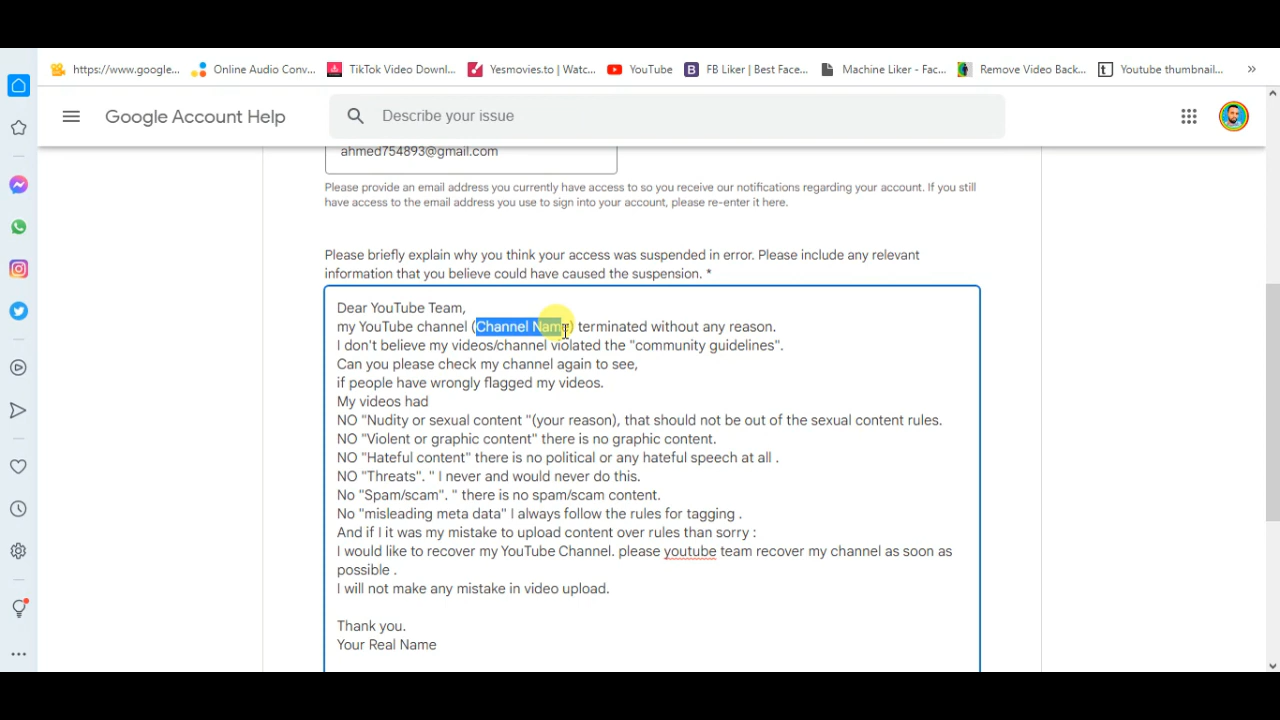 https://www.google...
Online Audio Conv...
TikTok Video Downl...
Yesmovies.to | Watc...
YouTube
B
FB Liker | Best Face...
Machine Liker - Fac...
Remove Video Back...
t
Youtube thumbnail...
»
Google Account Help
Describe your issue
ahmed754893@gmail.com
Please provide an email address you currently have access to so you receive our notifications regarding your account. If you still
have access to the email address you use to sign into your account, please re-enter it here.
Please briefly explain why you think your access was suspended in error. Please include any relevant
information that you believe could have caused the suspension. *
Dear YouTube Team,
my YouTube channel (Channel Name) terminated without any reason.
I don't believe my videos/channel violated the "community guidelines".
Can you please check my channel again to see,
if people have wrongly flagged my videos.
My videos had
NO "Nudity or sexual content "(your reason), that should not be out of the sexual content rules.
NO "Violent or graphic content" there is no graphic content.
NO "Hateful content" there is no political or any hateful speech at all .
NO "Threats". " I never and would never do this.
No "Spam/scam". " there is no spam/scam content.
No "misleading meta data" I always follow the rules for tagging .
And if I it was my mistake to upload content over rules than sorry :
I would like to recover my YouTube Channel. please youtube team recover my channel as soon as
possible .
I will not make any mistake in video upload.
Thank you.
Your Real Name